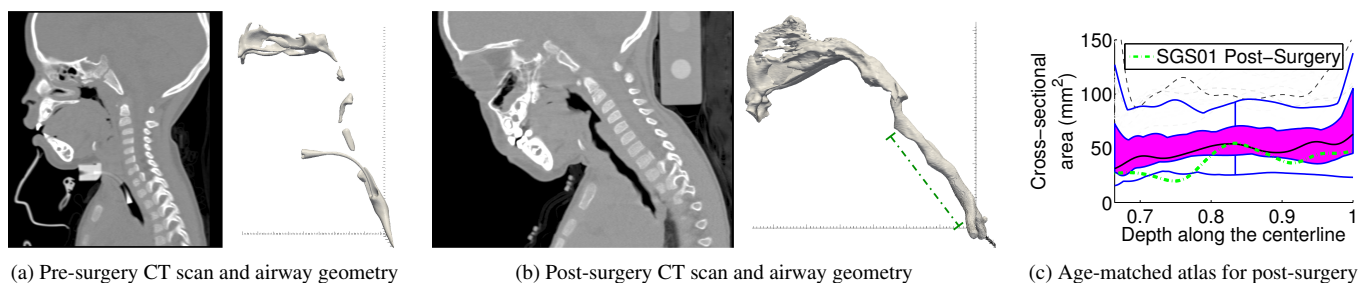 150
100
50
0
Cross-sectional
area (mm²)
SGS01 Post-Surgery
0.7 0.8 0.9 1
Depth along the centerline
(a) Pre-surgery CT scan and airway geometry
(b) Post-surgery CT scan and airway geometry
(c) Age-matched atlas for post-surgery